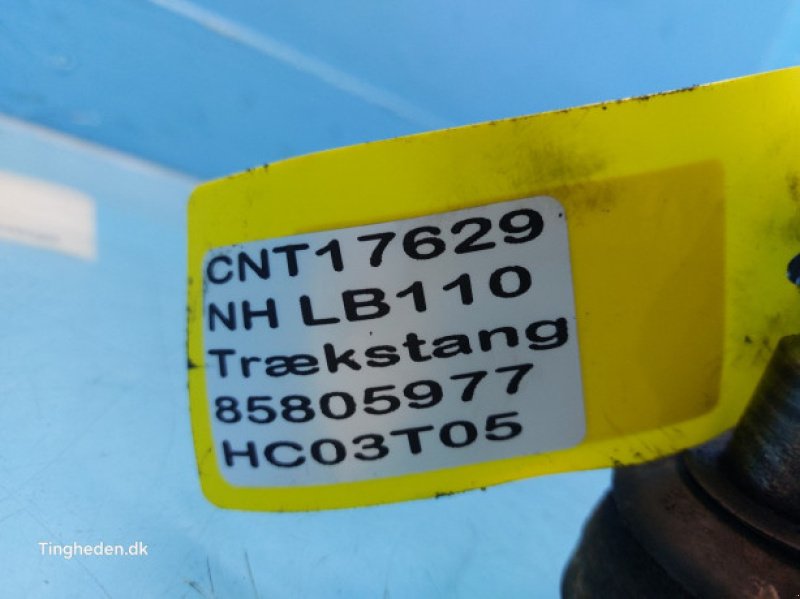 CNT17629
NH LB110
Trækstang
85805977
HC03T05
Tingheden.dk